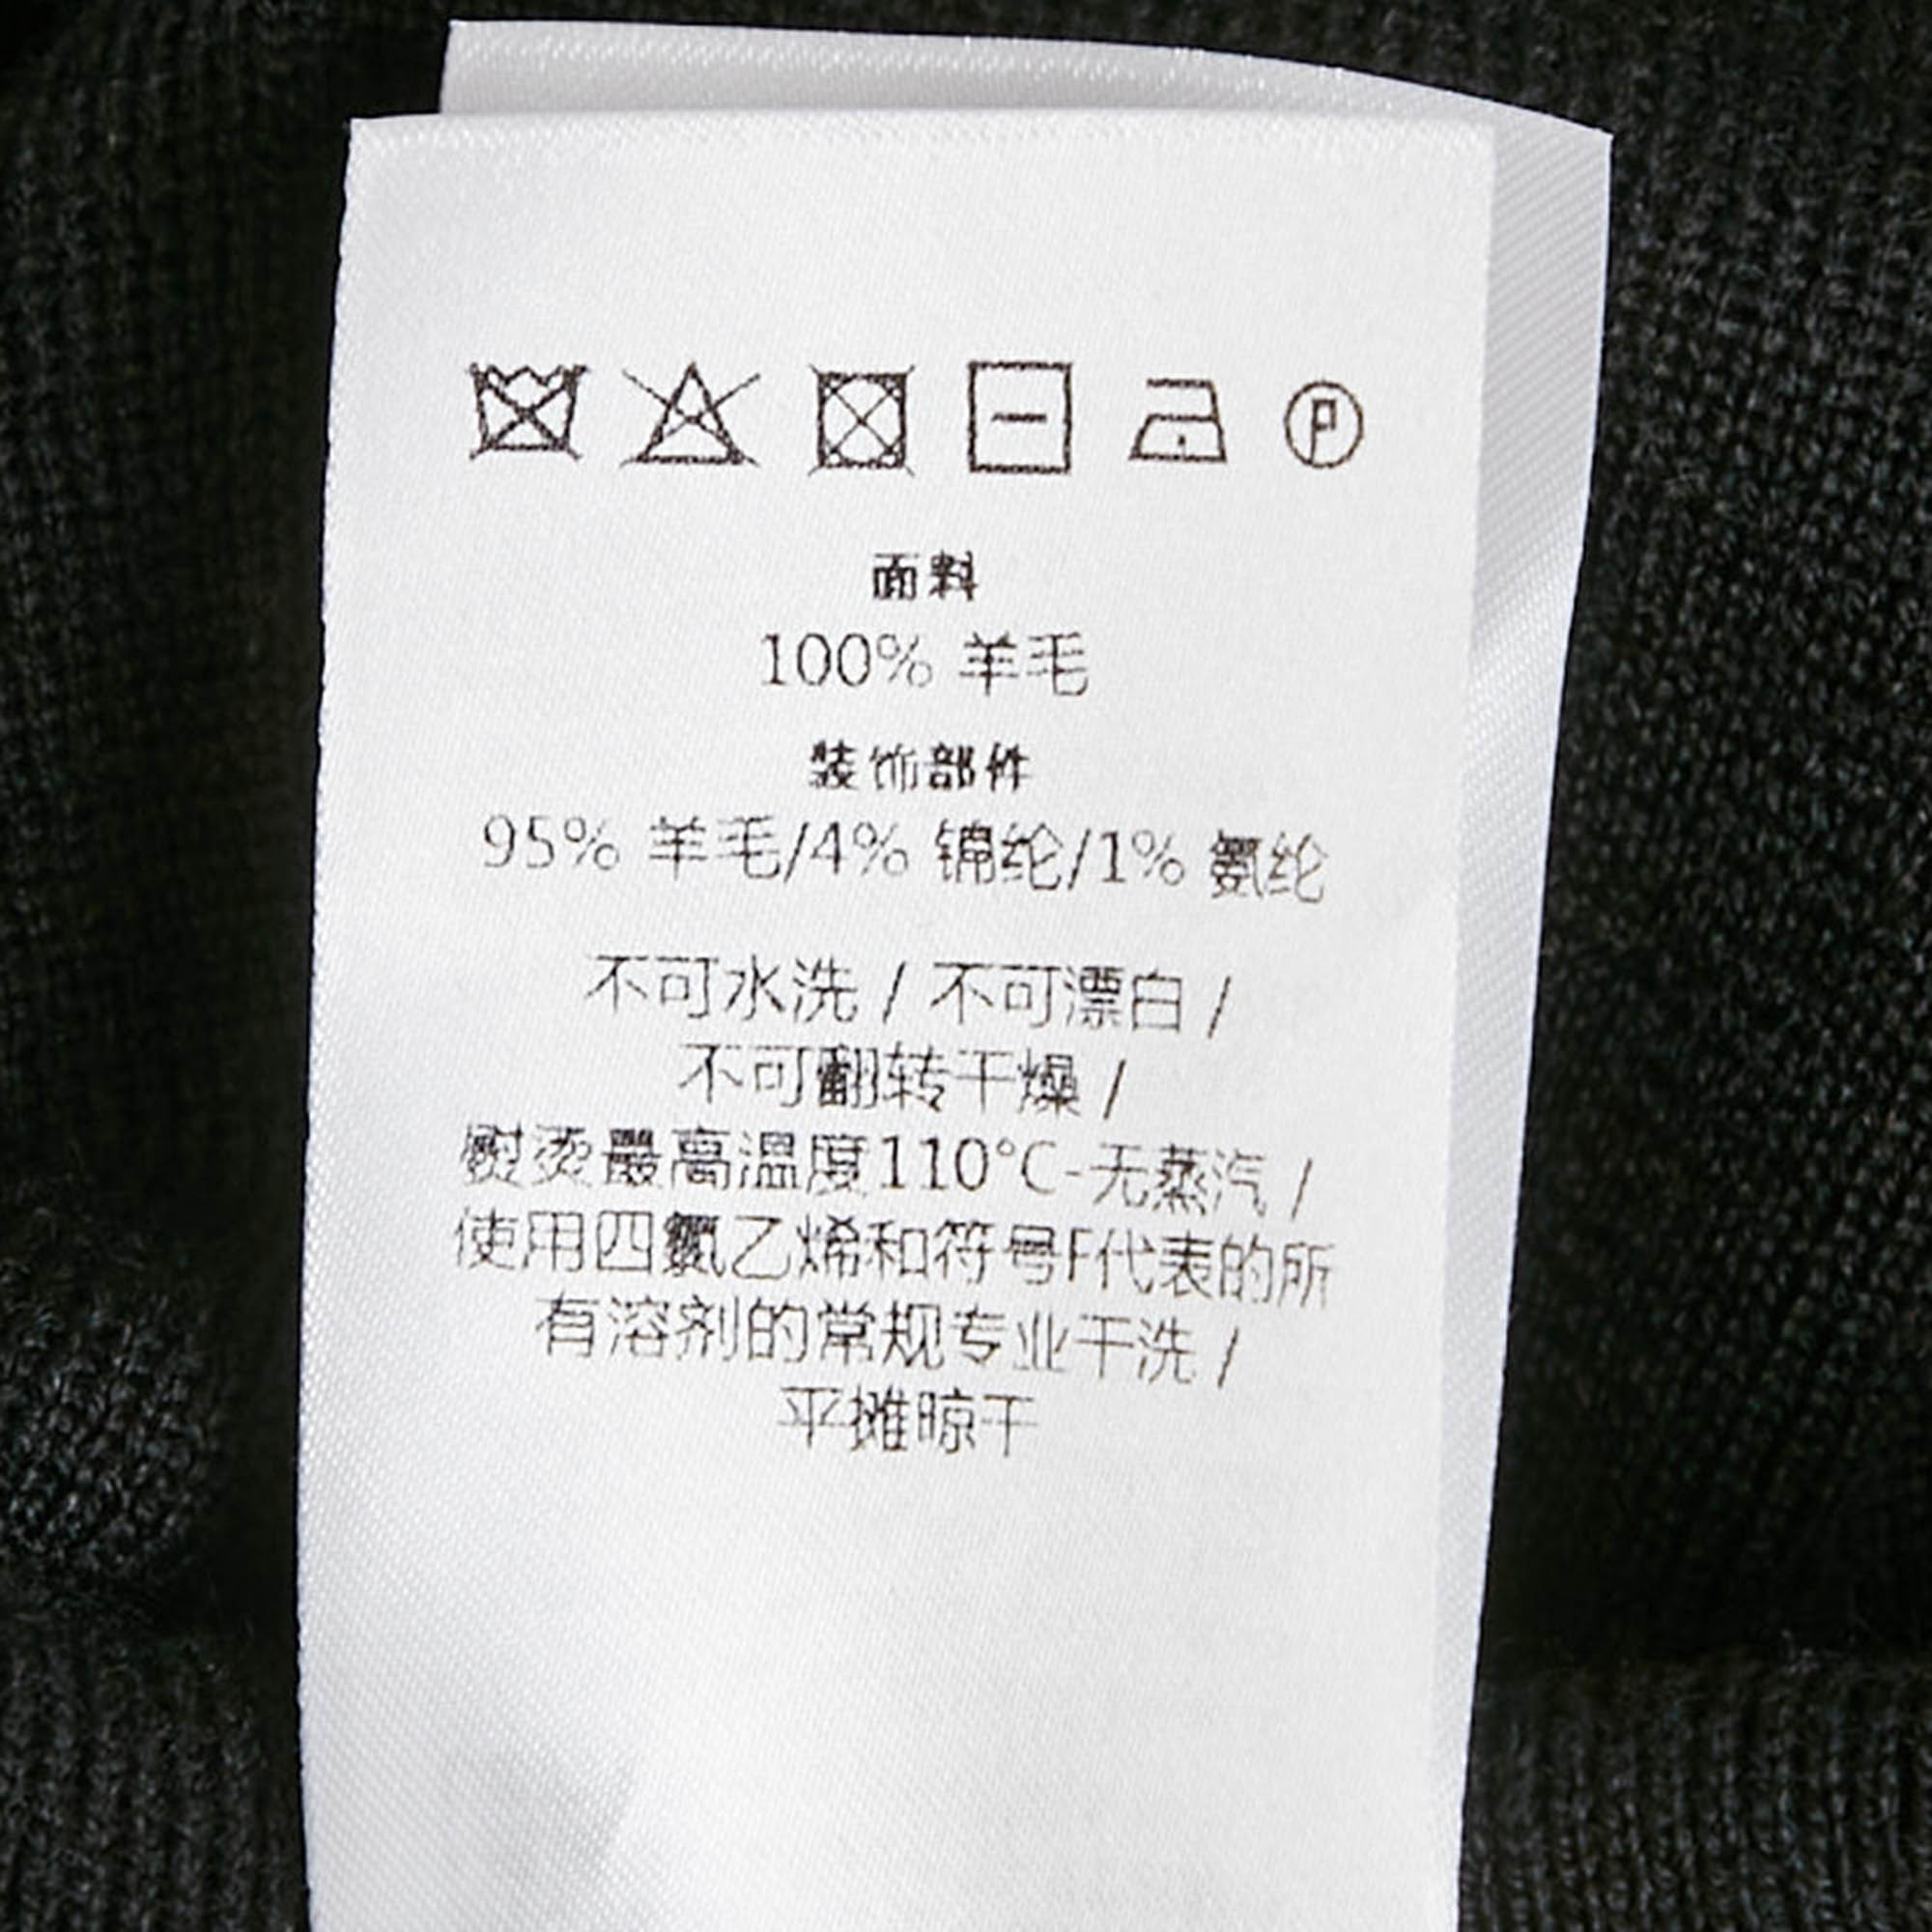 P
面料
100% 羊毛
装饰部件
95% 羊毛/4% 锦纶/1% 氨纶
不可水洗 / 不可漂白 /
不可翻转干燥 /
熨烫最高温度110°C-无蒸汽 /
使用四氯乙烯和符号F代表的所
有溶剂的常规专业干洗 /
平摊晾干